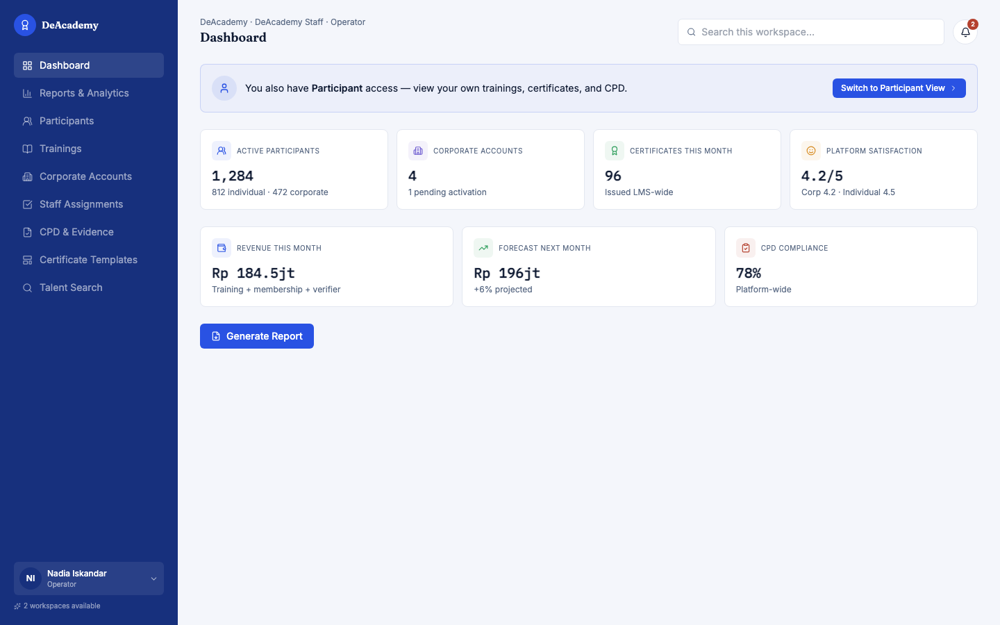 DeAcademy
Dashboard
Reports & Analytics
Participants
Trainings
Corporate Accounts
Staff Assignments
CPD & Evidence
Certificate Templates
Talent Search
NI
Nadia Iskandar
Operator
2 workspaces available
DeAcademy · DeAcademy Staff · Operator
Dashboard
Search this workspace...
2
You also have Participant access — view your own trainings, certificates, and CPD.
Switch to Participant View
ACTIVE PARTICIPANTS
1,284
812 individual · 472 corporate
CORPORATE ACCOUNTS
4
1 pending activation
CERTIFICATES THIS MONTH
96
Issued LMS-wide
PLATFORM SATISFACTION
4.2/5
Corp 4.2 · Individual 4.5
REVENUE THIS MONTH
Rp 184.5jt
Training + membership + verifier
FORECAST NEXT MONTH
Rp 196jt
+6% projected
CPD COMPLIANCE
78%
Platform-wide
Generate Report